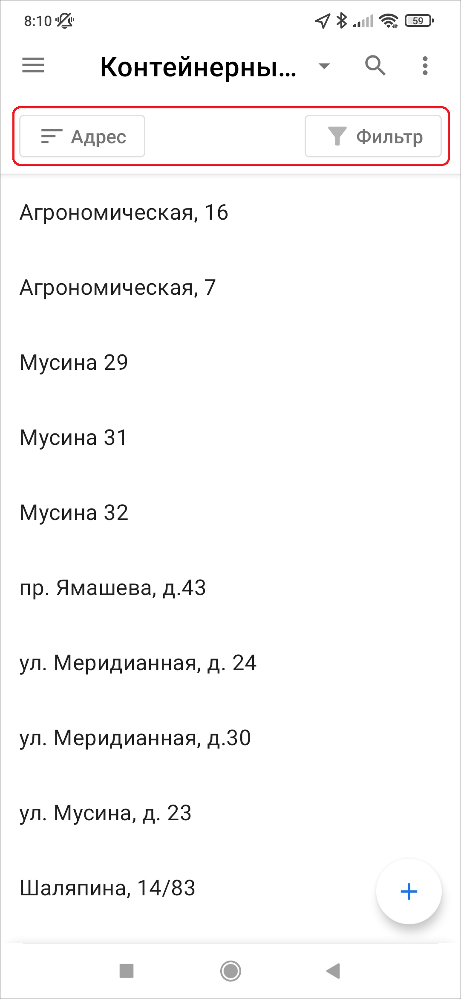 8:10
59
Контейнерны...
Адрес
Фильтр
Агрономическая, 16
Агрономическая, 7
Мусина 29
Мусина 31
Мусина 32
пр. Ямашева, д.43
ул. Меридианная, д. 24
ул. Меридианная, д.30
ул. Мусина, д. 23
Шаляпина, 14/83